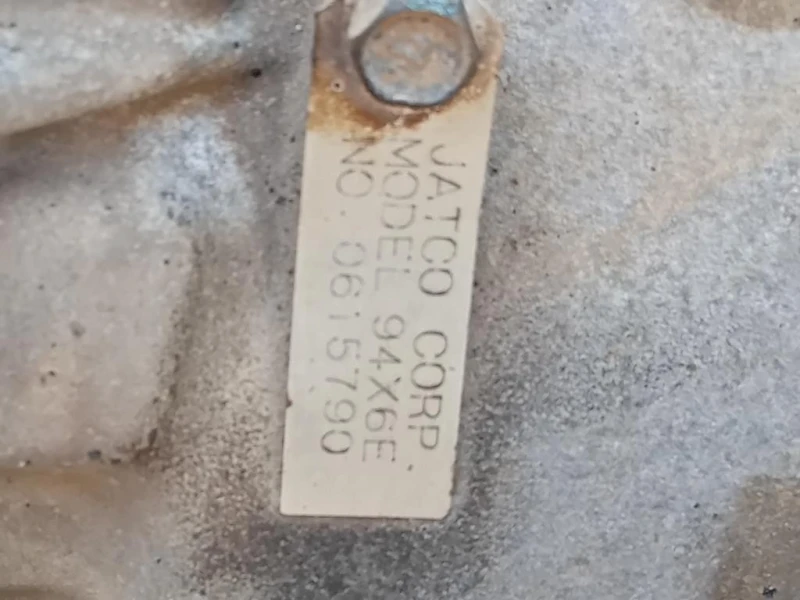 JATCO CORP.
MODEL 94X6E
NO. 0615790